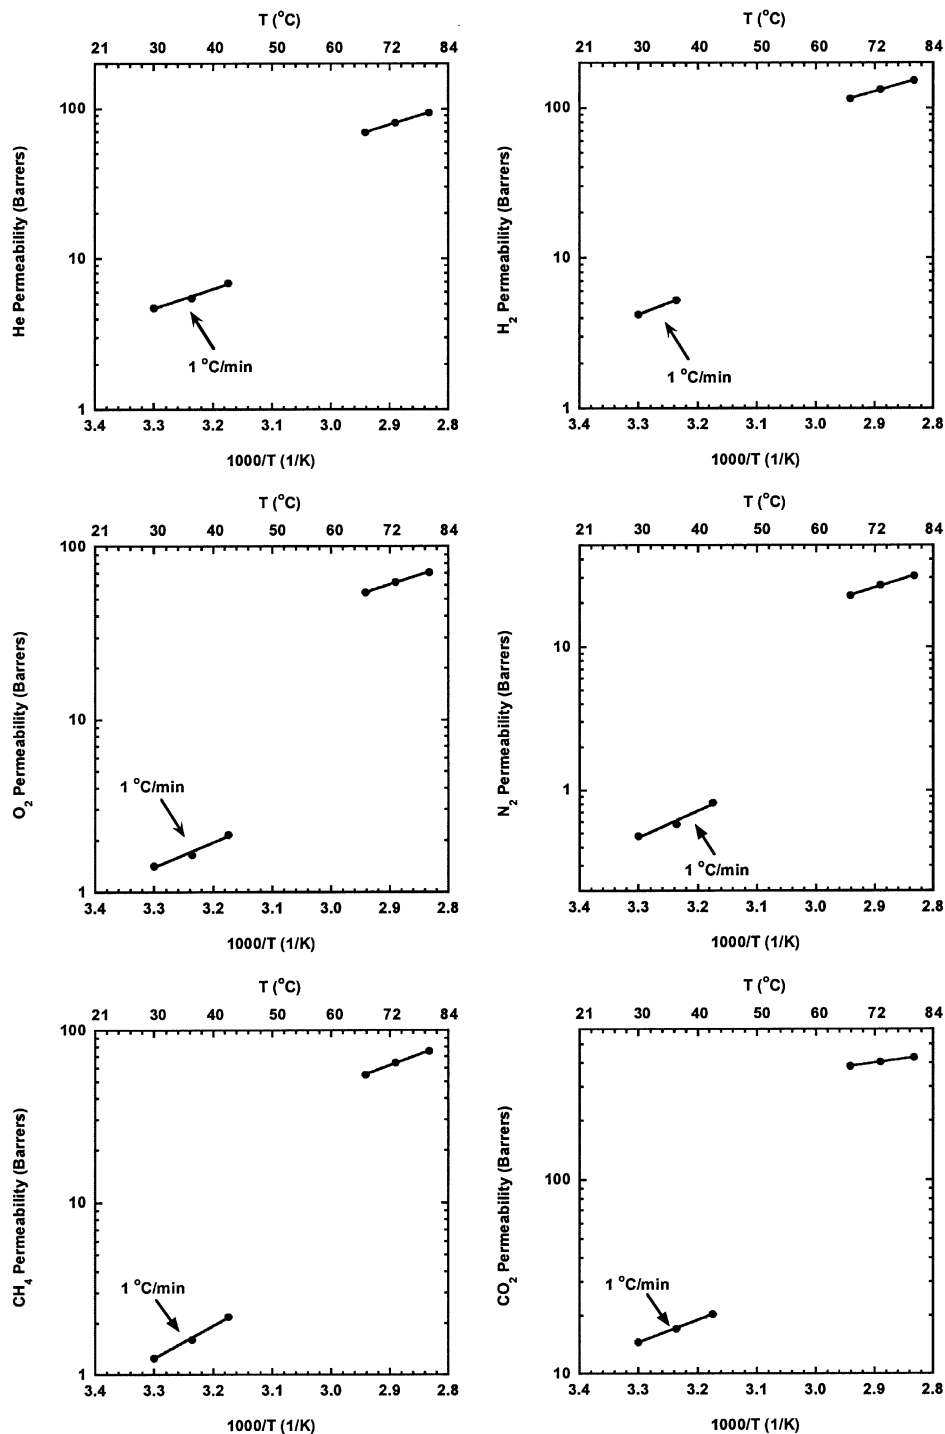 T (°C)
21 30 40 50 60 72 84
He Permeability (Barrers)
100
10
1
1 °C/min
3.4 3.3 3.2 3.1 3.0 2.9 2.8
1000/T (1/K)
T (°C)
21 30 40 50 60 72 84
H₂ Permeability (Barrers)
100
10
1
1 °C/min
3.4 3.3 3.2 3.1 3.0 2.9 2.8
1000/T (1/K)
T (°C)
21 30 40 50 60 72 84
O₂ Permeability (Barrers)
100
10
1
1 °C/min
3.4 3.3 3.2 3.1 3.0 2.9 2.8
1000/T (1/K)
T (°C)
21 30 40 50 60 72 84
N₂ Permeability (Barrers)
10
1
1 °C/min
3.4 3.3 3.2 3.1 3.0 2.9 2.8
1000/T (1/K)
T (°C)
21 30 40 50 60 72 84
CH₄ Permeability (Barrers)
100
10
1
1 °C/min
3.4 3.3 3.2 3.1 3.0 2.9 2.8
1000/T (1/K)
T (°C)
21 30 40 50 60 72 84
CO₂ Permeability (Barrers)
100
10
1 °C/min
3.4 3.3 3.2 3.1 3.0 2.9 2.8
1000/T (1/K)